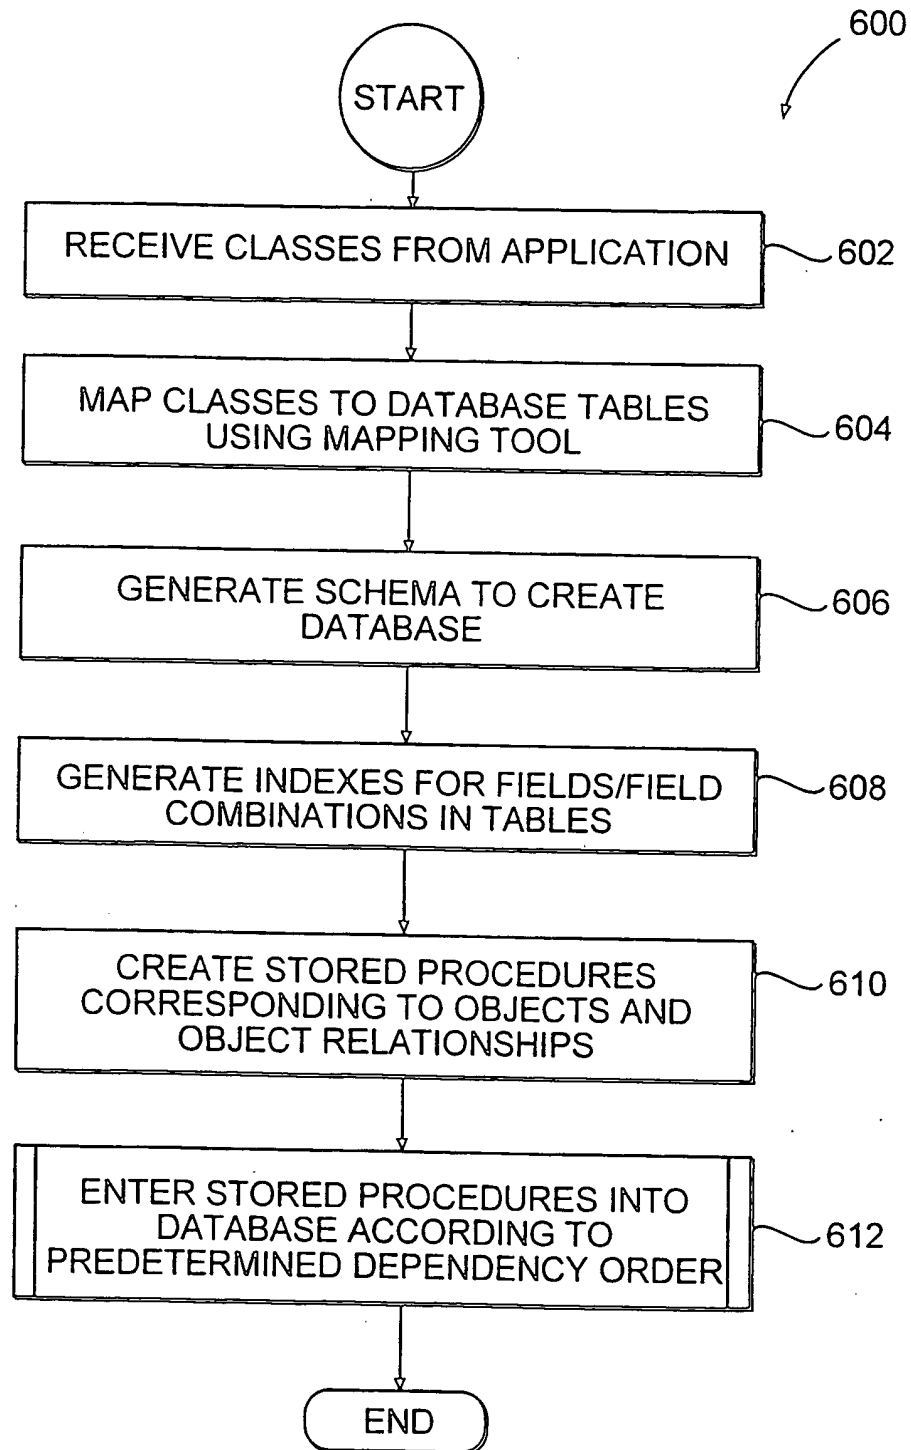 600
START
RECEIVE CLASSES FROM APPLICATION
602
MAP CLASSES TO DATABASE TABLES
USING MAPPING TOOL
604
GENERATE SCHEMA TO CREATE
DATABASE
606
GENERATE INDEXES FOR FIELDS/FIELD
COMBINATIONS IN TABLES
608
CREATE STORED PROCEDURES
CORRESPONDING TO OBJECTS AND
OBJECT RELATIONSHIPS
610
ENTER STORED PROCEDURES INTO
DATABASE ACCORDING TO
PREDETERMINED DEPENDENCY ORDER
612
END